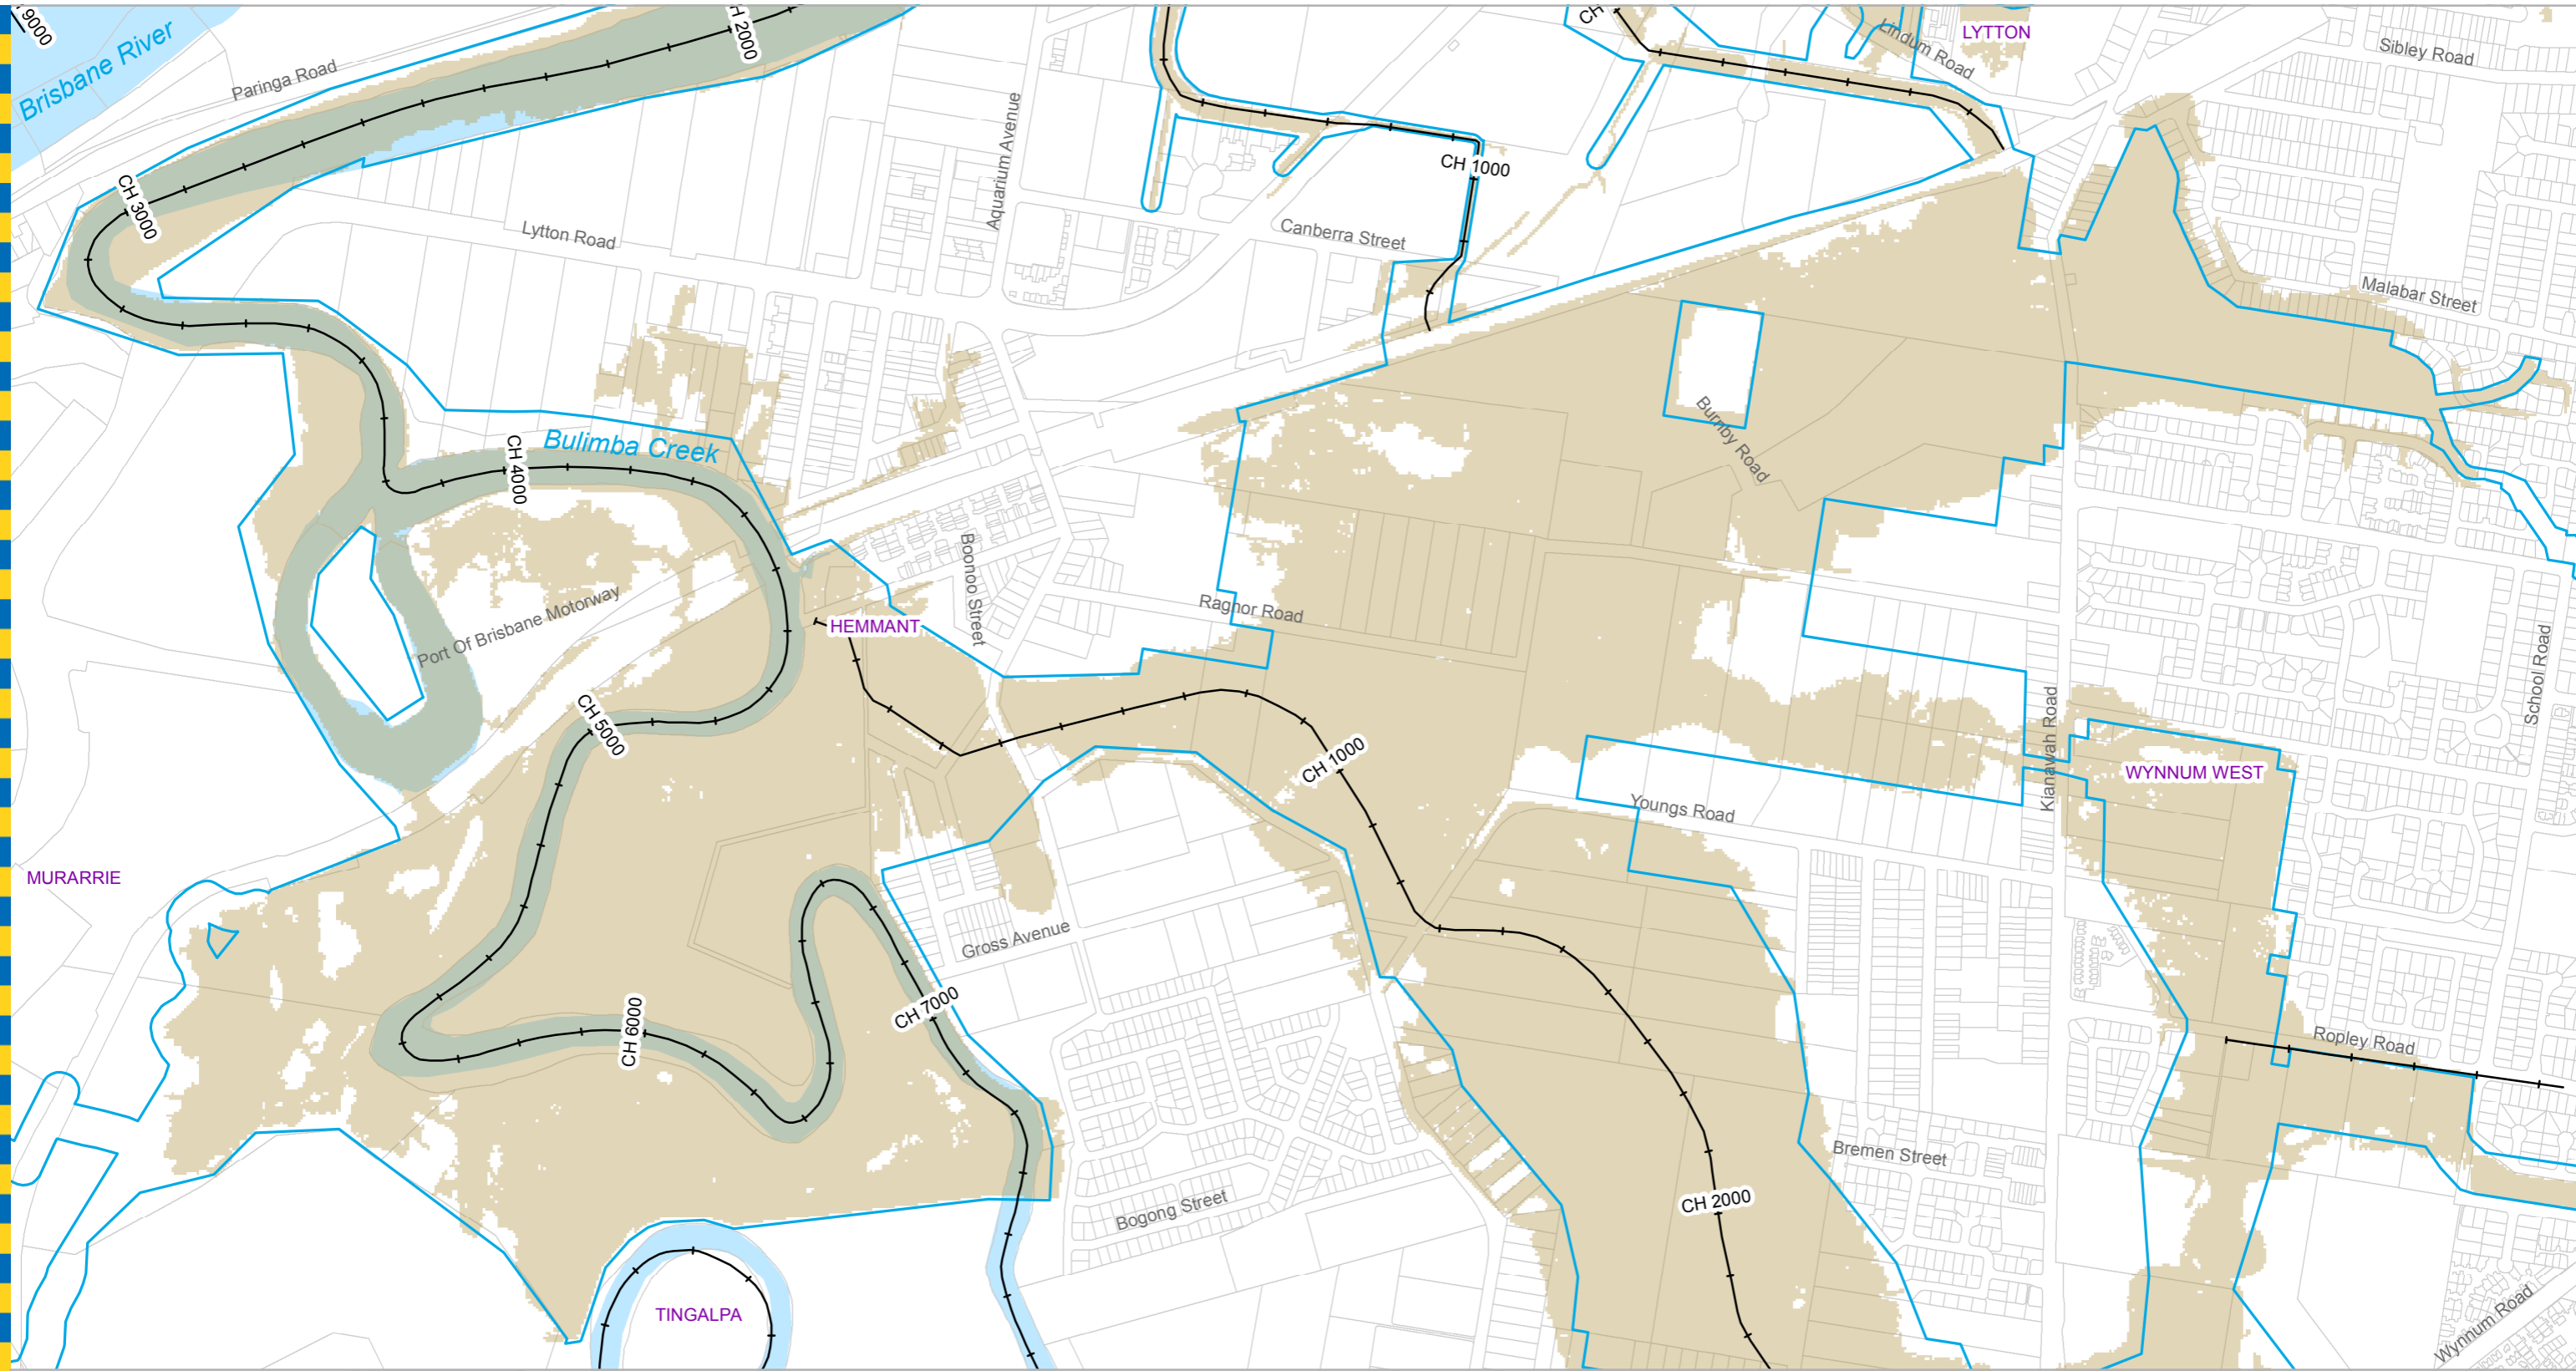 9000
Brisbane River
Paringa Road
CH 2000
CH
Lindum Road
LYTTON
Sibley Road
CH 3000
Lytton Road
Aquarium Avenue
CH 1000
Canberra Street
Malabar Street
Bulimba Creek
CH 4000
Burnby Road
Boonoo Street
Port Of Brisbane Motorway
HEMMANT
Ragnor Road
School Road
CH 5000
Kianawah Road
CH 1000
WYNNUM WEST
Youngs Road
MURARRIE
Gross Avenue
CH 7000
CH 6000
Ropley Road
Bremen Street
Bogong Street
CH 2000
TINGALPA
Wynnum Road